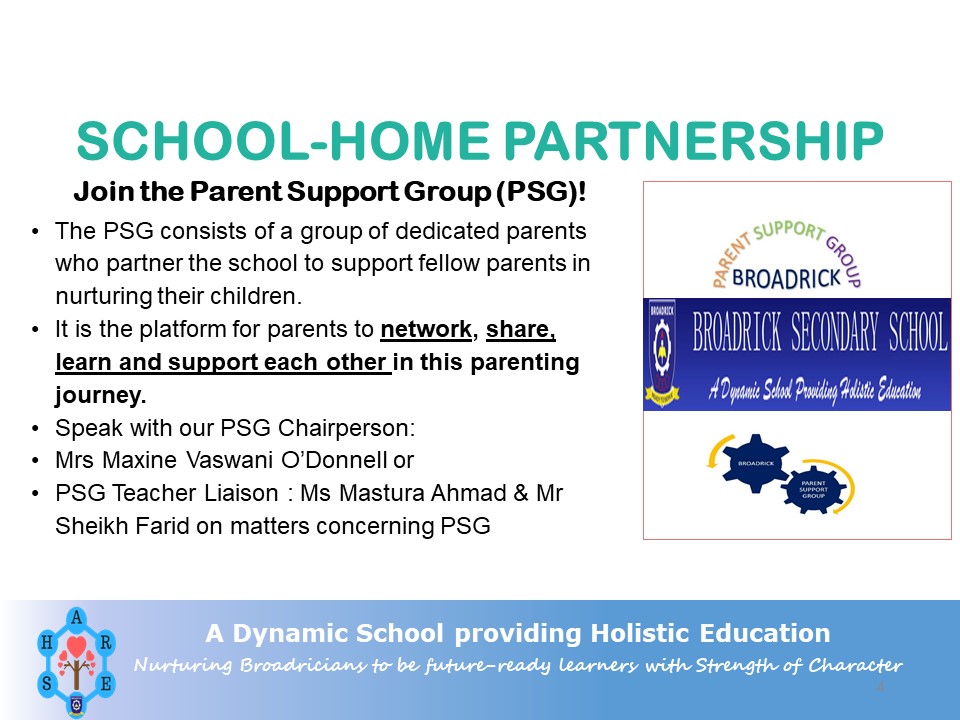 SCHOOL-HOME PARTNERSHIP
Join the Parent Support Group (PSG)!
• The PSG consists of a group of dedicated parents
who partner the school to support fellow parents in
nurturing their children.
• It is the platform for parents to network, share,
learn and support each other in this parenting
journey.
• Speak with our PSG Chairperson:
• Mrs Maxine Vaswani O’Donnell or
• PSG Teacher Liaison : Ms Mastura Ahmad & Mr
Sheikh Farid on matters concerning PSG
PARENT SUPPORT GROUP
BROADRICK
BROADRICK
BROADRICK SECONDARY SCHOOL
A Dynamic School Providing Holistic Education
BROADRICK
PARENT
SUPPORT
GROUP
A
H R
S E
A Dynamic School providing Holistic Education
Nurturing Broadricians to be future-ready learners with Strength of Character